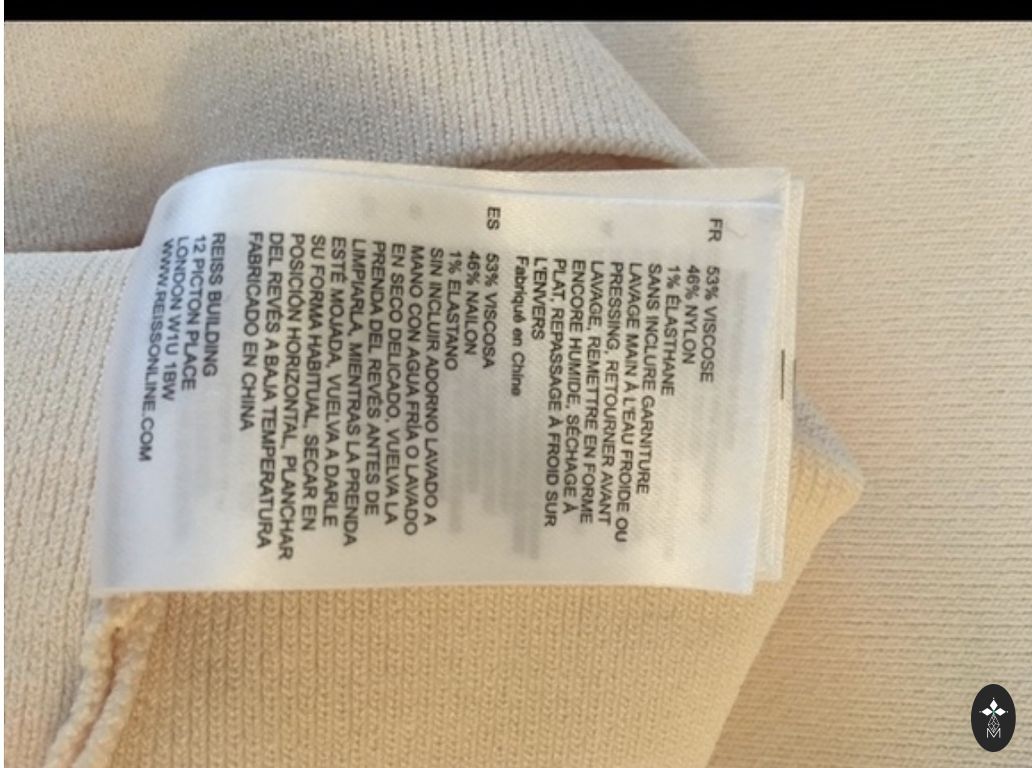 FR
53% VISCOSE
46% NYLON
1% ÉLASTHANE
SANS INCLURE GARNITURE
LAVAGE MAIN À L'EAU FROIDE OU
PRESSING, RETOURNER AVANT
LAVAGE, REMETTRE EN FORME
ENCORE HUMIDE, SÉCHAGE À
PLAT, REPASSAGE À FROID SUR
L'ENVERS
Fabriqué en Chine
ES
53% VISCOSA
46% NAILON
1% ELASTANO
SIN INCLUIR ADORNO LAVADO A
MANO CON AGUA FRÍA O LAVADO
EN SECO DELICADO, VUELVA LA
PRENDA DEL REVÉS ANTES DE
LIMPIARLA, MIENTRAS LA PRENDA
ESTÉ MOJADA, VUELVA A DARLE
SU FORMA HABITUAL, SECAR EN
POSICIÓN HORIZONTAL, PLANCHAR
DEL REVÉS A BAJA TEMPERATURA
FABRICADO EN CHINA
REISS BUILDING
12 PICTON PLACE
LONDON W1U 1BW
WWW.REISSONLINE.COM
M